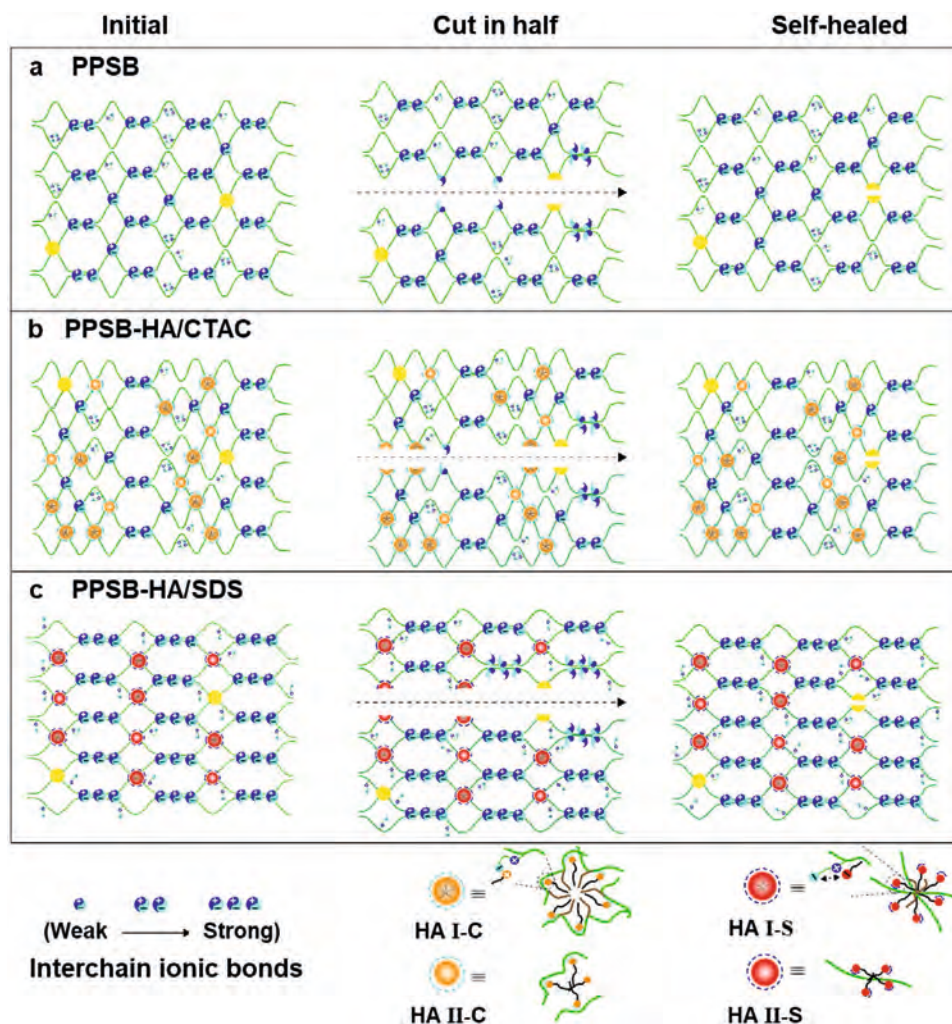 Initial Cut in half Self-healed
a PPSB
b PPSB-HA/CTAC
c PPSB-HA/SDS
(Weak → Strong)
Interchain ionic bonds
HA I-C
HA II-C
HA I-S
HA II-S